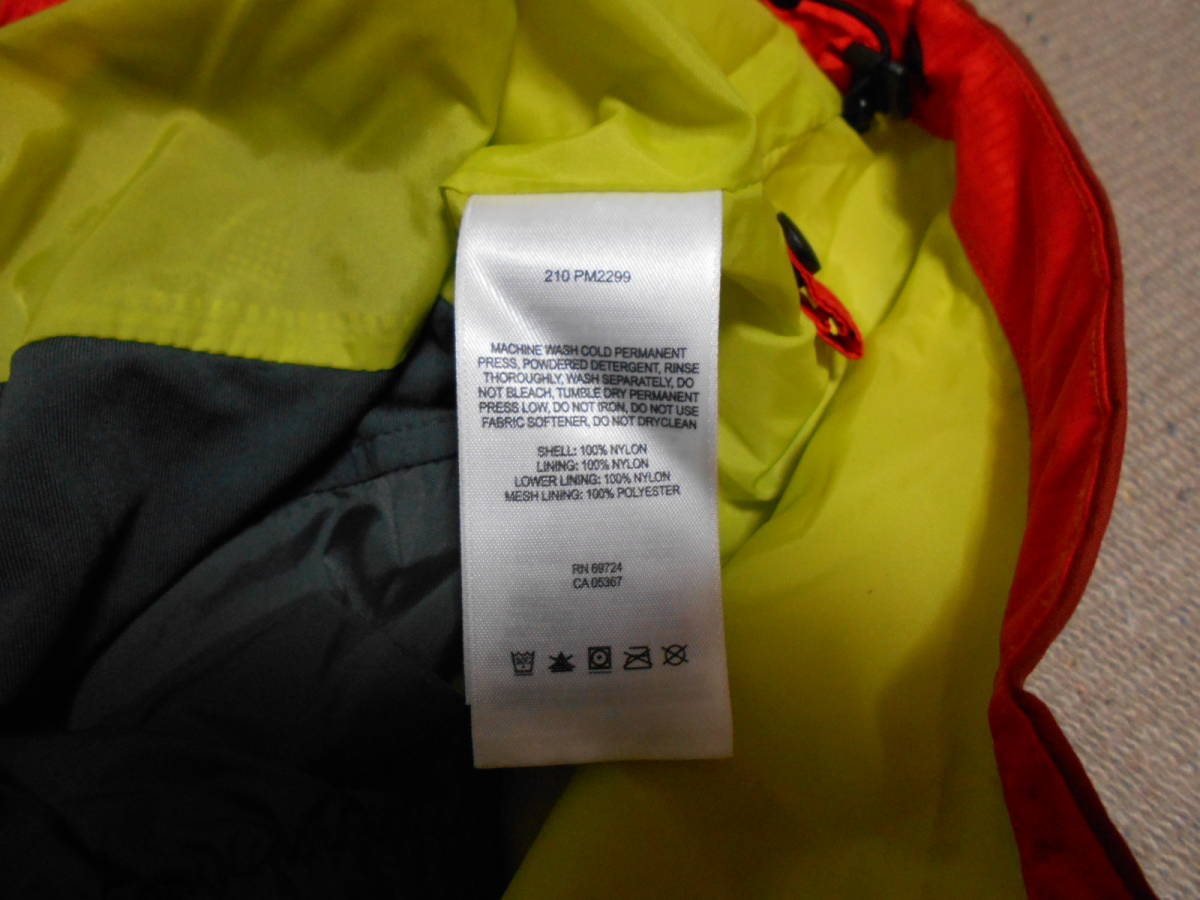 210 PM2299
MACHINE WASH COLD PERMANENT
PRESS, POWDERED DETERGENT, RINSE
THOROUGHLY, WASH SEPARATELY, DO
NOT BLEACH, TUMBLE DRY PERMANENT
PRESS LOW, DO NOT IRON, DO NOT USE
FABRIC SOFTENER, DO NOT DRYCLEAN
SHELL: 100% NYLON
LINING: 100% NYLON
LOWER LINING: 100% NYLON
MESH LINING: 100% POLYESTER
RN 69724
CA 05367